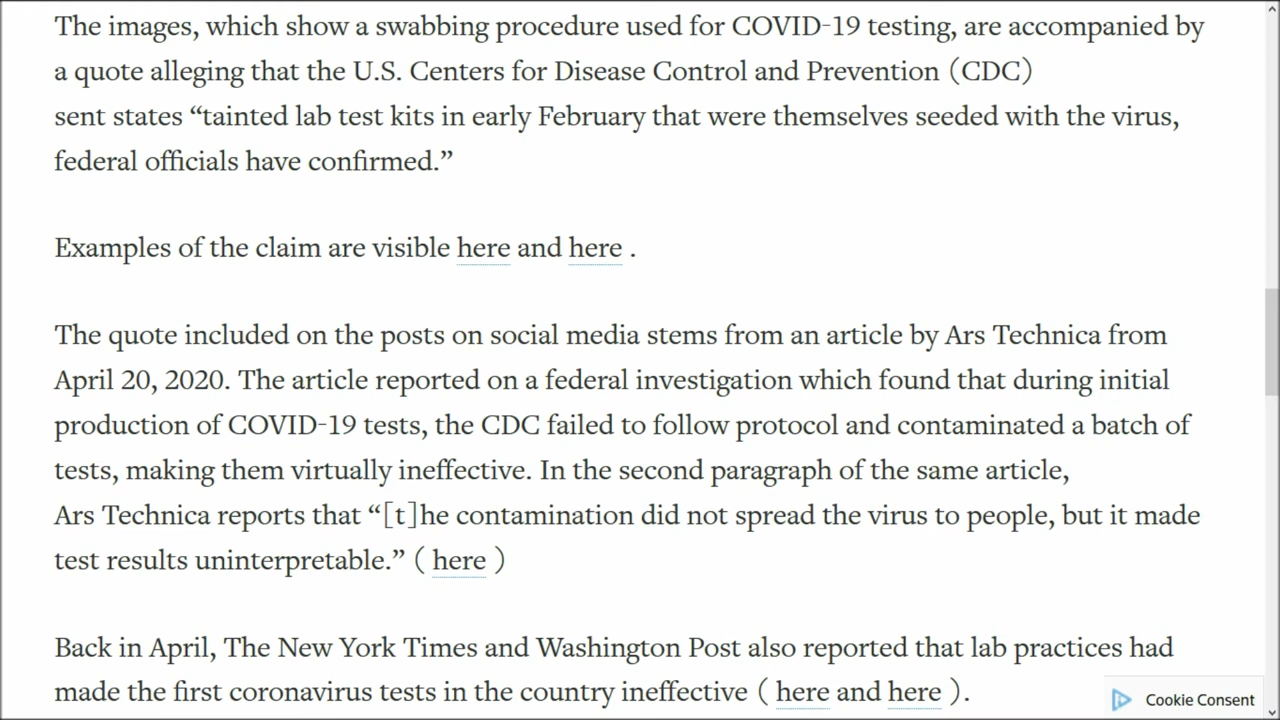 The images, which show a swabbing procedure used for COVID-19 testing, are accompanied by
a quote alleging that the U.S. Centers for Disease Control and Prevention (CDC)
sent states “tainted lab test kits in early February that were themselves seeded with the virus,
federal officials have confirmed.”
Examples of the claim are visible here and here .
The quote included on the posts on social media stems from an article by Ars Technica from
April 20, 2020. The article reported on a federal investigation which found that during initial
production of COVID-19 tests, the CDC failed to follow protocol and contaminated a batch of
tests, making them virtually ineffective. In the second paragraph of the same article,
Ars Technica reports that “[t]he contamination did not spread the virus to people, but it made
test results uninterpretable.” ( here )
Back in April, The New York Times and Washington Post also reported that lab practices had
made the first coronavirus tests in the country ineffective ( here and here ).
Cookie Consent